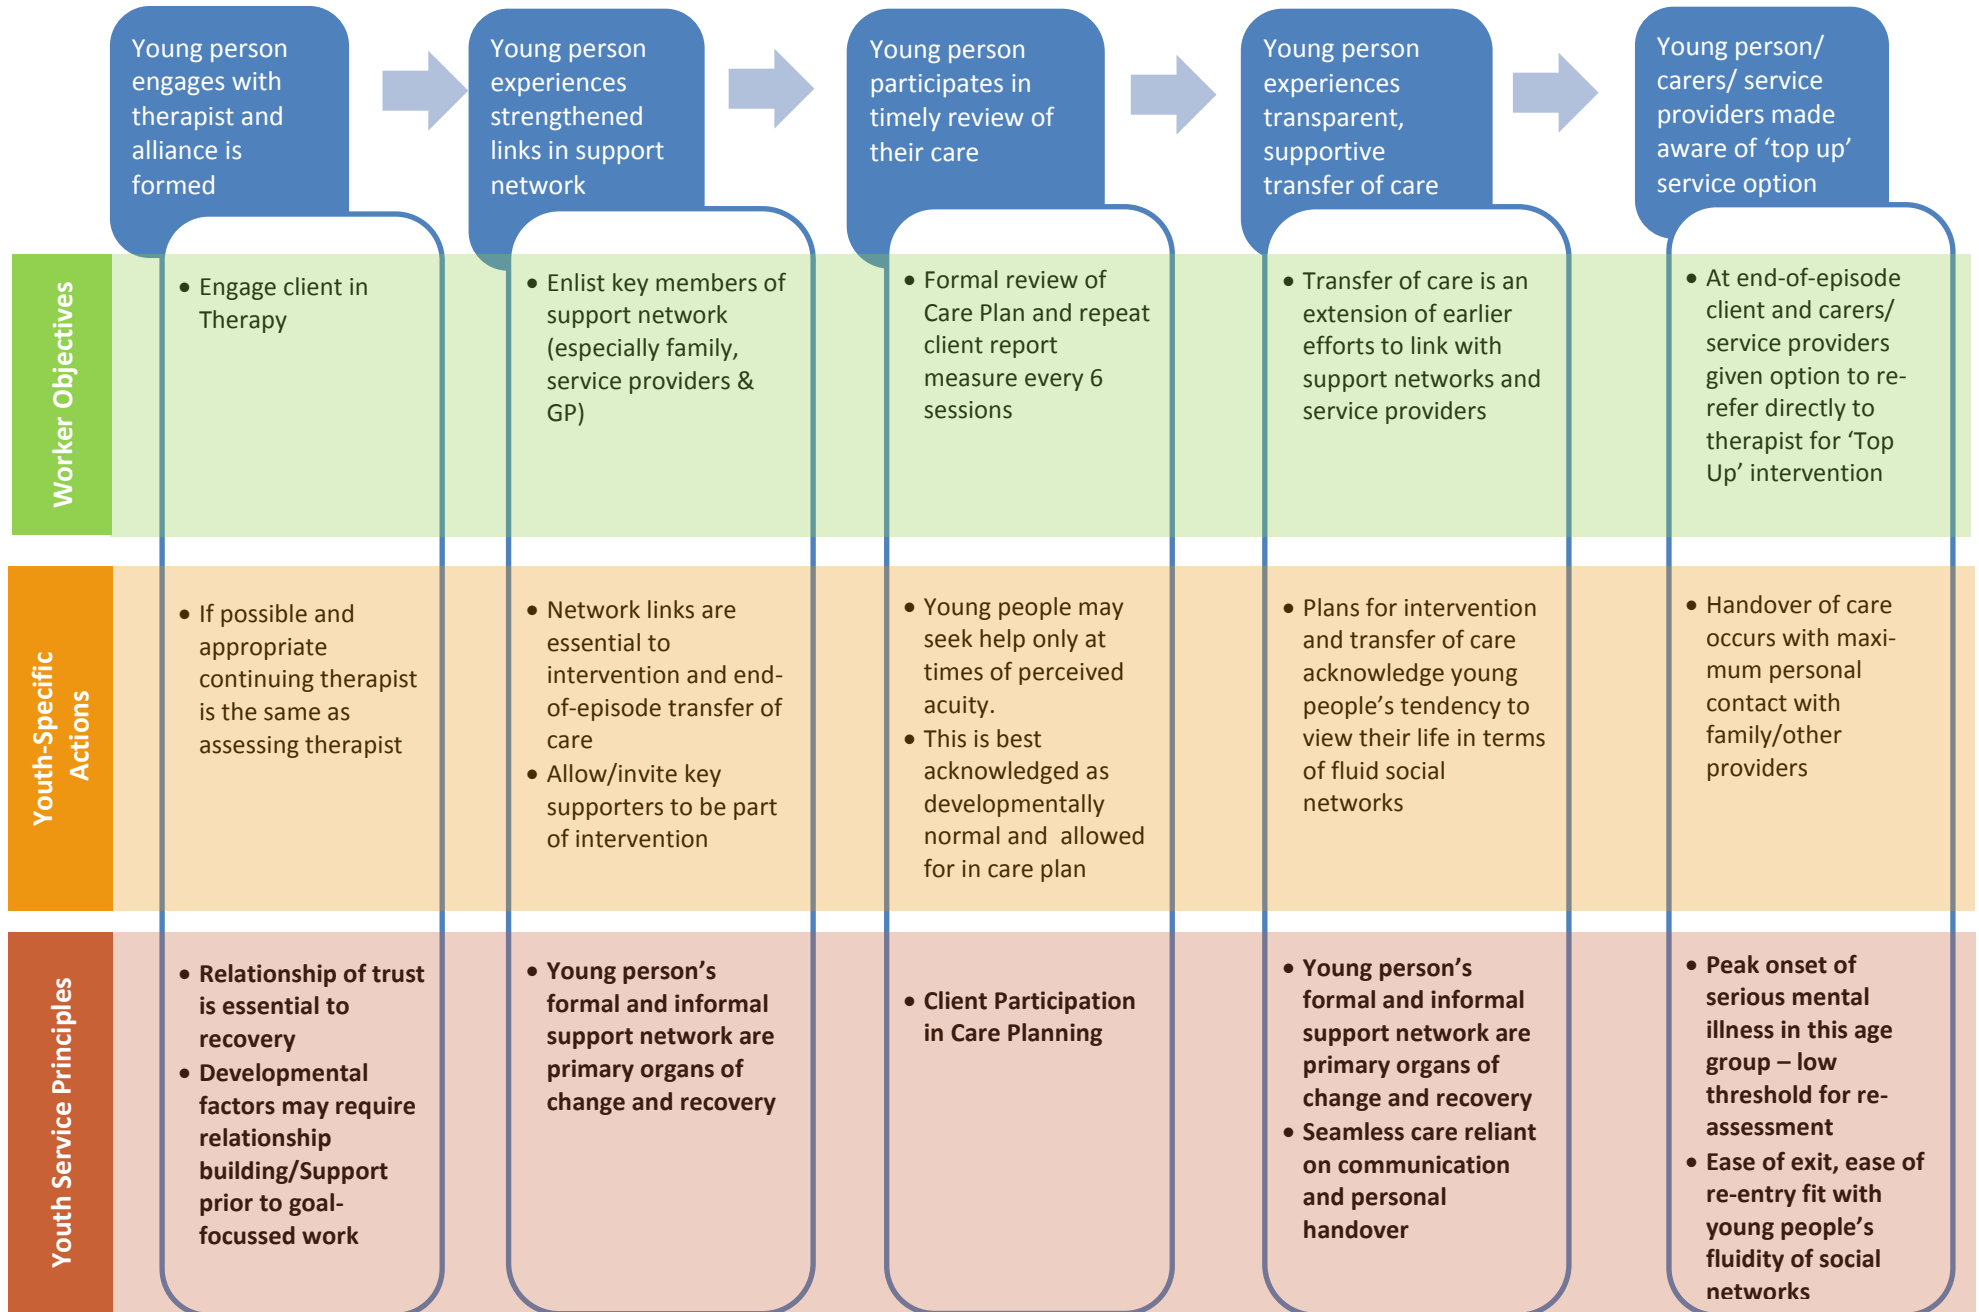 Young person
engages with
therapist and
alliance is
formed
Young person
experiences
strengthened
links in support
network
Young person
participates in
timely review of
their care
Young person
experiences
transparent,
supportive
transfer of care
Young person/
carers/ service
providers made
aware of ‘top up’
service option
Worker Objectives
• Engage client in
Therapy
• Enlist key members of
support network
(especially family,
service providers &
GP)
• Formal review of
Care Plan and repeat
client report
measure every 6
sessions
• Transfer of care is an
extension of earlier
efforts to link with
support networks and
service providers
• At end-of-episode
client and carers/
service providers
given option to re-
refer directly to
therapist for ‘Top
Up’ intervention
Youth-Specific
Actions
• If possible and
appropriate
continuing therapist
is the same as
assessing therapist
• Network links are
essential to
intervention and end-
of-episode transfer of
care
• Allow/invite key
supporters to be part
of intervention
• Young people may
seek help only at
times of perceived
acuity.
• This is best
acknowledged as
developmentally
normal and  allowed
for in care plan
• Plans for intervention
and transfer of care
acknowledge young
people’s tendency to
view their life in terms
of fluid social
networks
• Handover of care
occurs with maxi-
mum personal
contact with
family/other
providers
Youth Service Principles
• Relationship of trust
is essential to
recovery
• Developmental
factors may require
relationship
building/Support
prior to goal-
focussed work
• Young person’s
formal and informal
support network are
primary organs of
change and recovery
• Client Participation
in Care Planning
• Young person’s
formal and informal
support network are
primary organs of
change and recovery
• Seamless care reliant
on communication
and personal
handover
• Peak onset of
serious mental
illness in this age
group – low
threshold for re-
assessment
• Ease of exit, ease of
re-entry fit with
young people’s
fluidity of social
networks